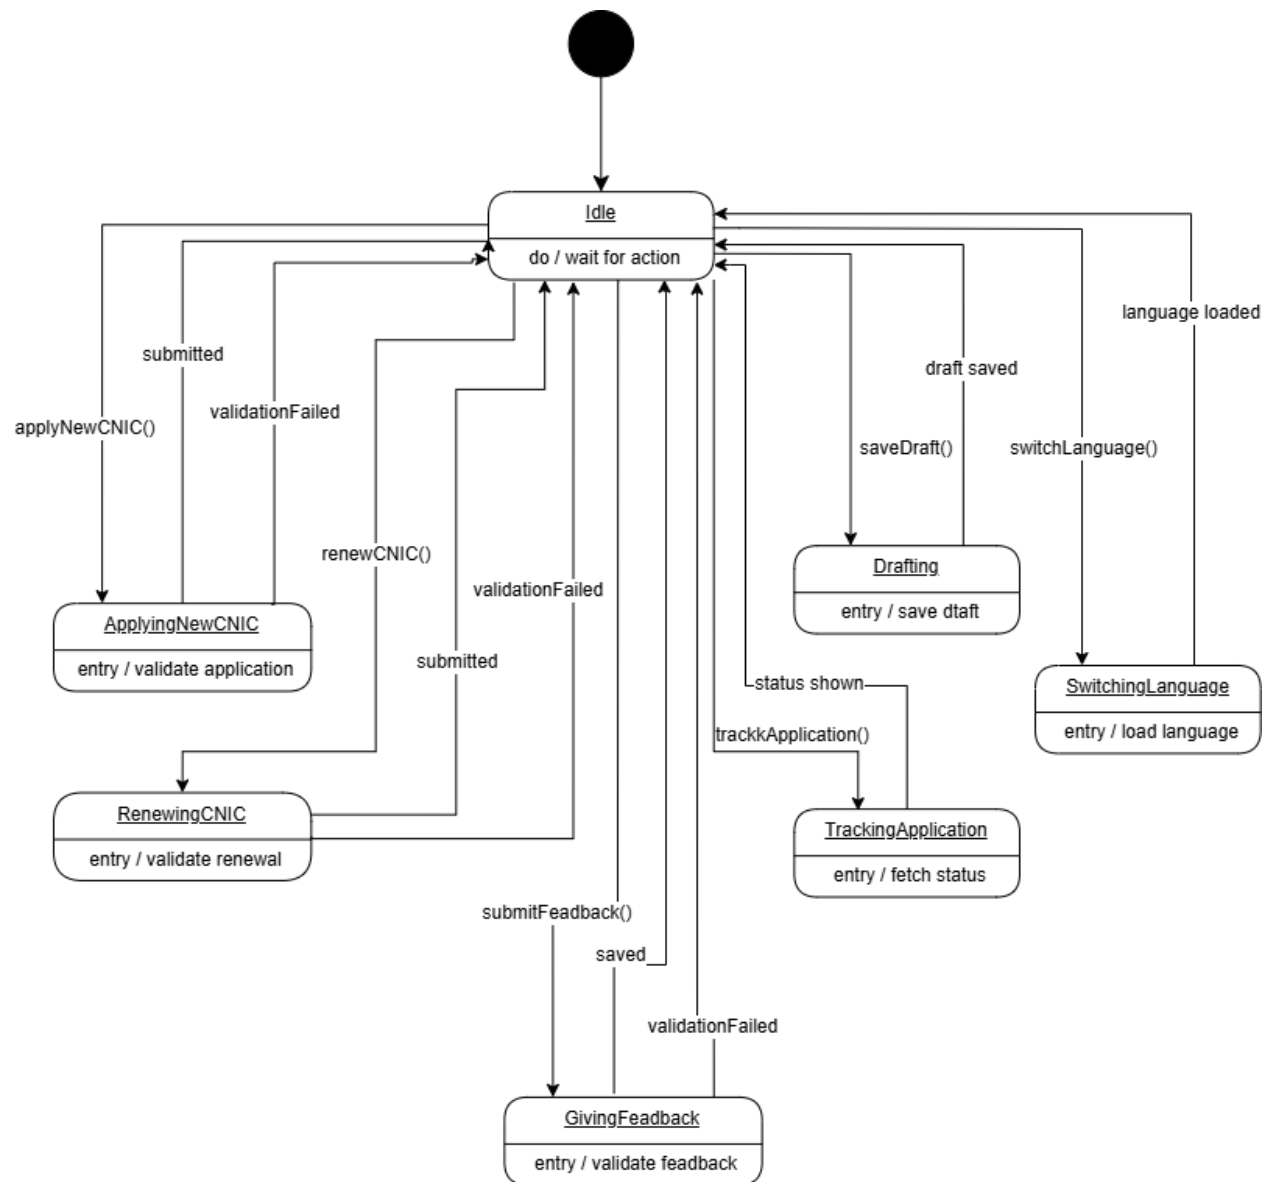 Idle
do / wait for action
language loaded
submitted
draft saved
validationFailed
applyNewCNIC()
saveDraft()
switchLanguage()
renewCNIC()
Drafting
validationFailed
entry / save dtaft
ApplyingNewCNIC
entry / validate application
submitted
status shown
SwitchingLanguage
entry / load language
trackkApplication()
RenewingCNIC
entry / validate renewal
TrackingApplication
entry / fetch status
submitFeadback()
saved
validationFailed
GivingFeadback
entry / validate feadback